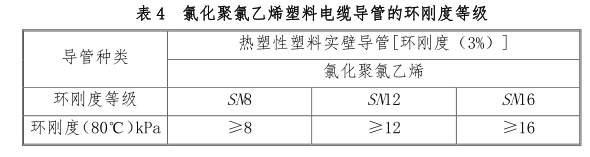 表 4 氯化聚氯乙烯塑料电缆导管的环刚度等级
导管种类 热塑性塑料实壁导管[环刚度（3%）]
氯化聚氯乙烯
环刚度等级 SN8 SN12 SN16
环刚度(80℃)kPa ≥8 ≥12 ≥16